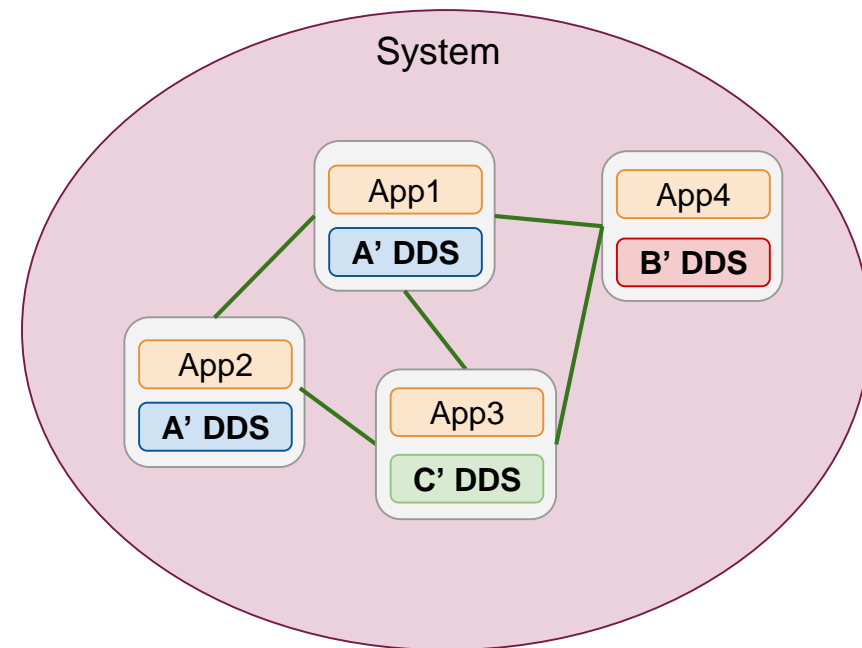 System
App1
A’ DDS
App4
B’ DDS
App2
A’ DDS
App3
C’ DDS